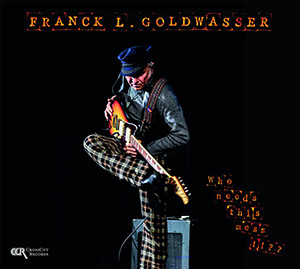 FRANCK L. GOLDWASSER
Who
needs
this
mess
!!??
CCR
CrossCut
Records